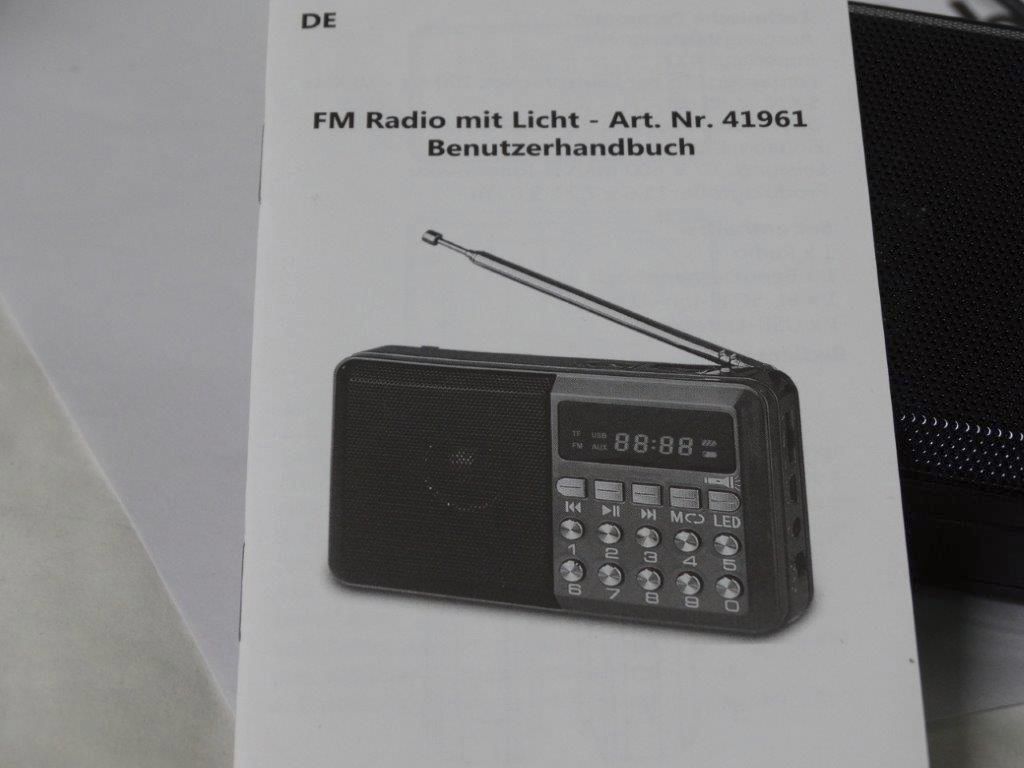 DE
FM Radio mit Licht - Art. Nr. 41961
Benutzerhandbuch
TF USB
FM AUX 88:88
M LED
1 2 3 4 5
6 7 8 9 0